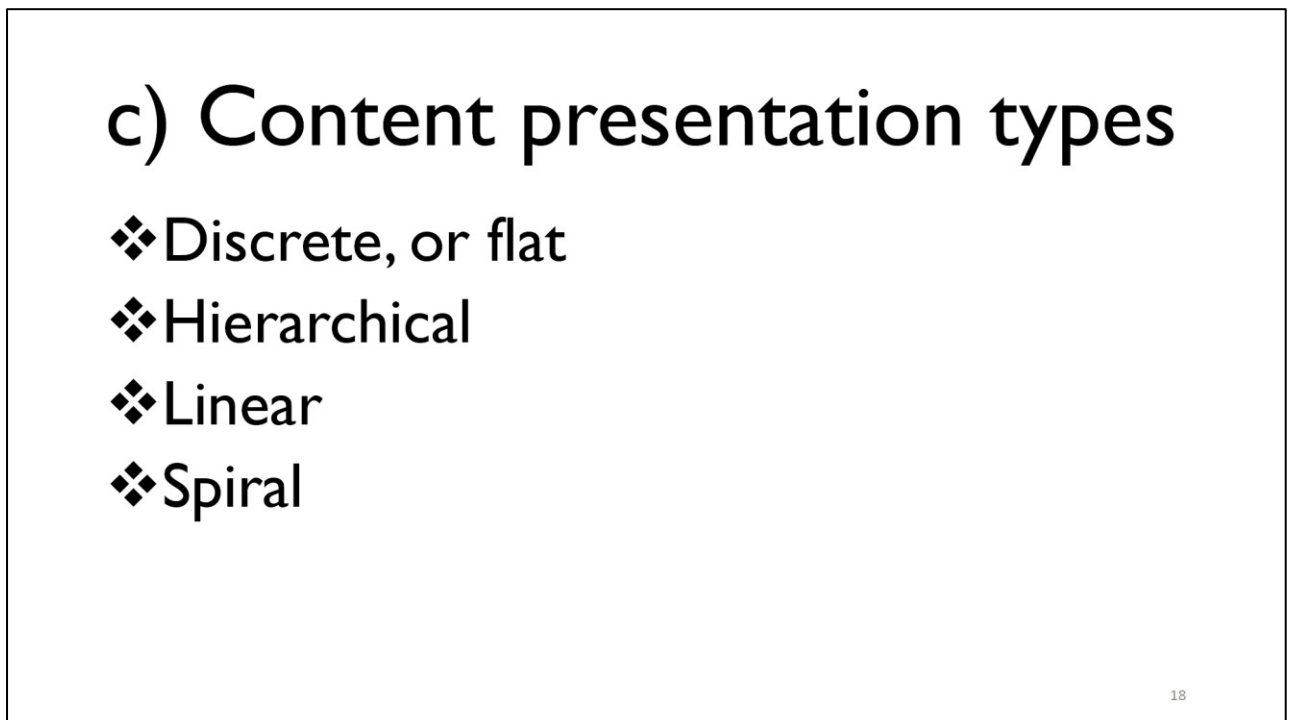 c) Content presentation types
❖Discrete, or flat
❖Hierarchical
❖Linear
❖Spiral
18